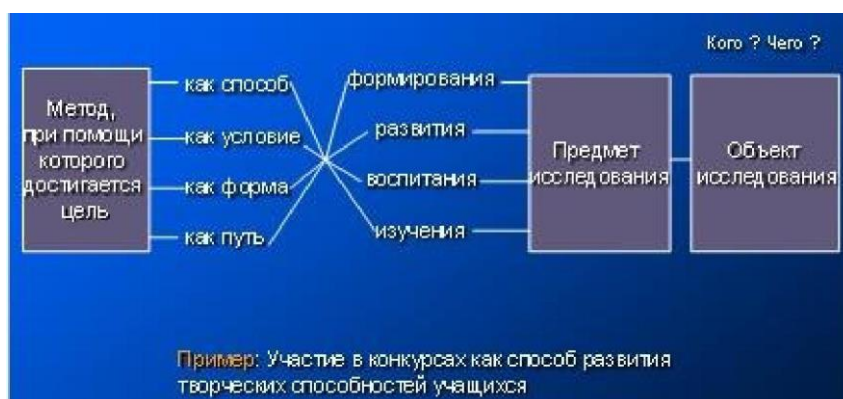 Кого ? Чего ?
Метод,
при помощи
которого
достигается
цель
как способ
как условие
как форма
как путь
формирования
развития
воспитания
изучения
Предмет
исследования
Объект
исследования
Пример: Участие в конкурсах как способ развития
творческих способностей учащихся